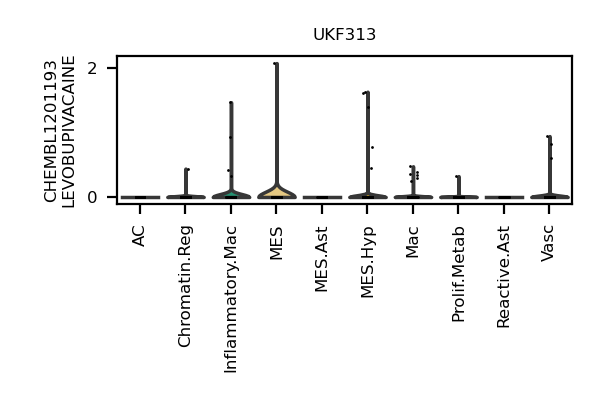 UKF313
CHEMBL1201193
LEVOBUPIVACAINE
2
0
AC
Chromatin.Reg
Inflammatory.Mac
MES
MES.Ast
MES.Hyp
Mac
Prolif.Metab
Reactive.Ast
Vasc